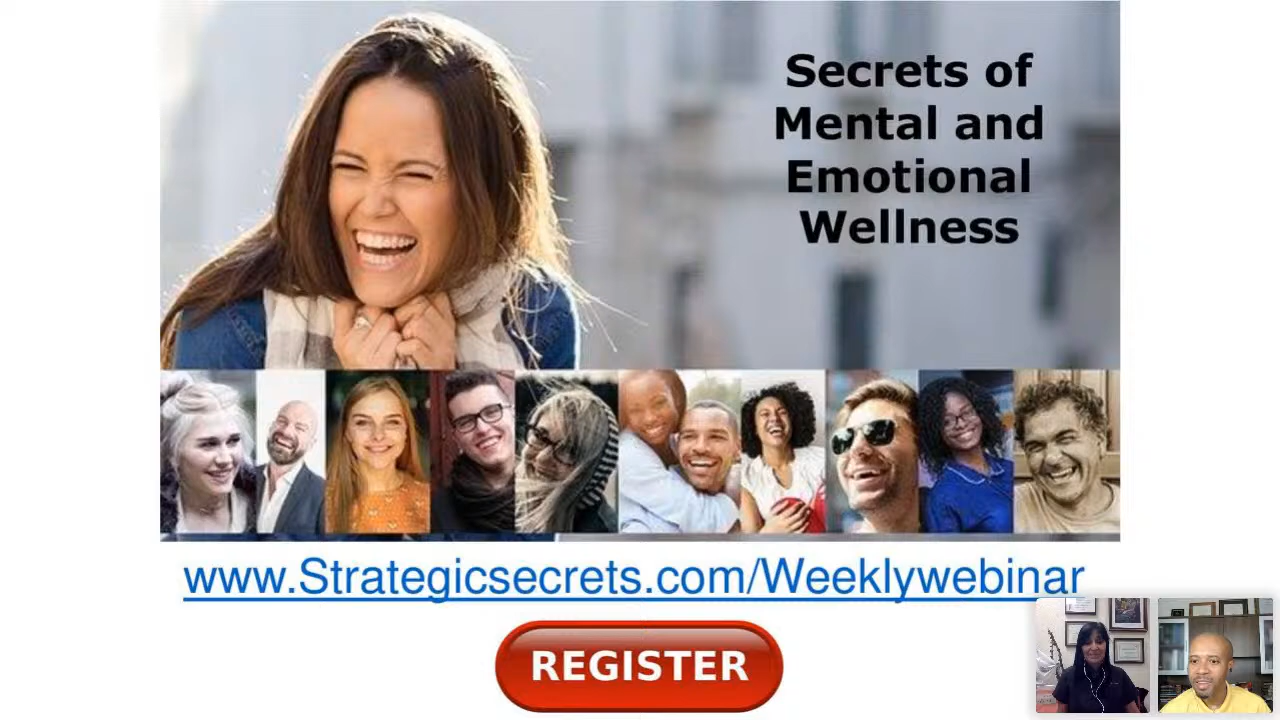 Secrets of
Mental and
Emotional
Wellness
www.Strategicsecrets.com/Weeklywebinar
REGISTER